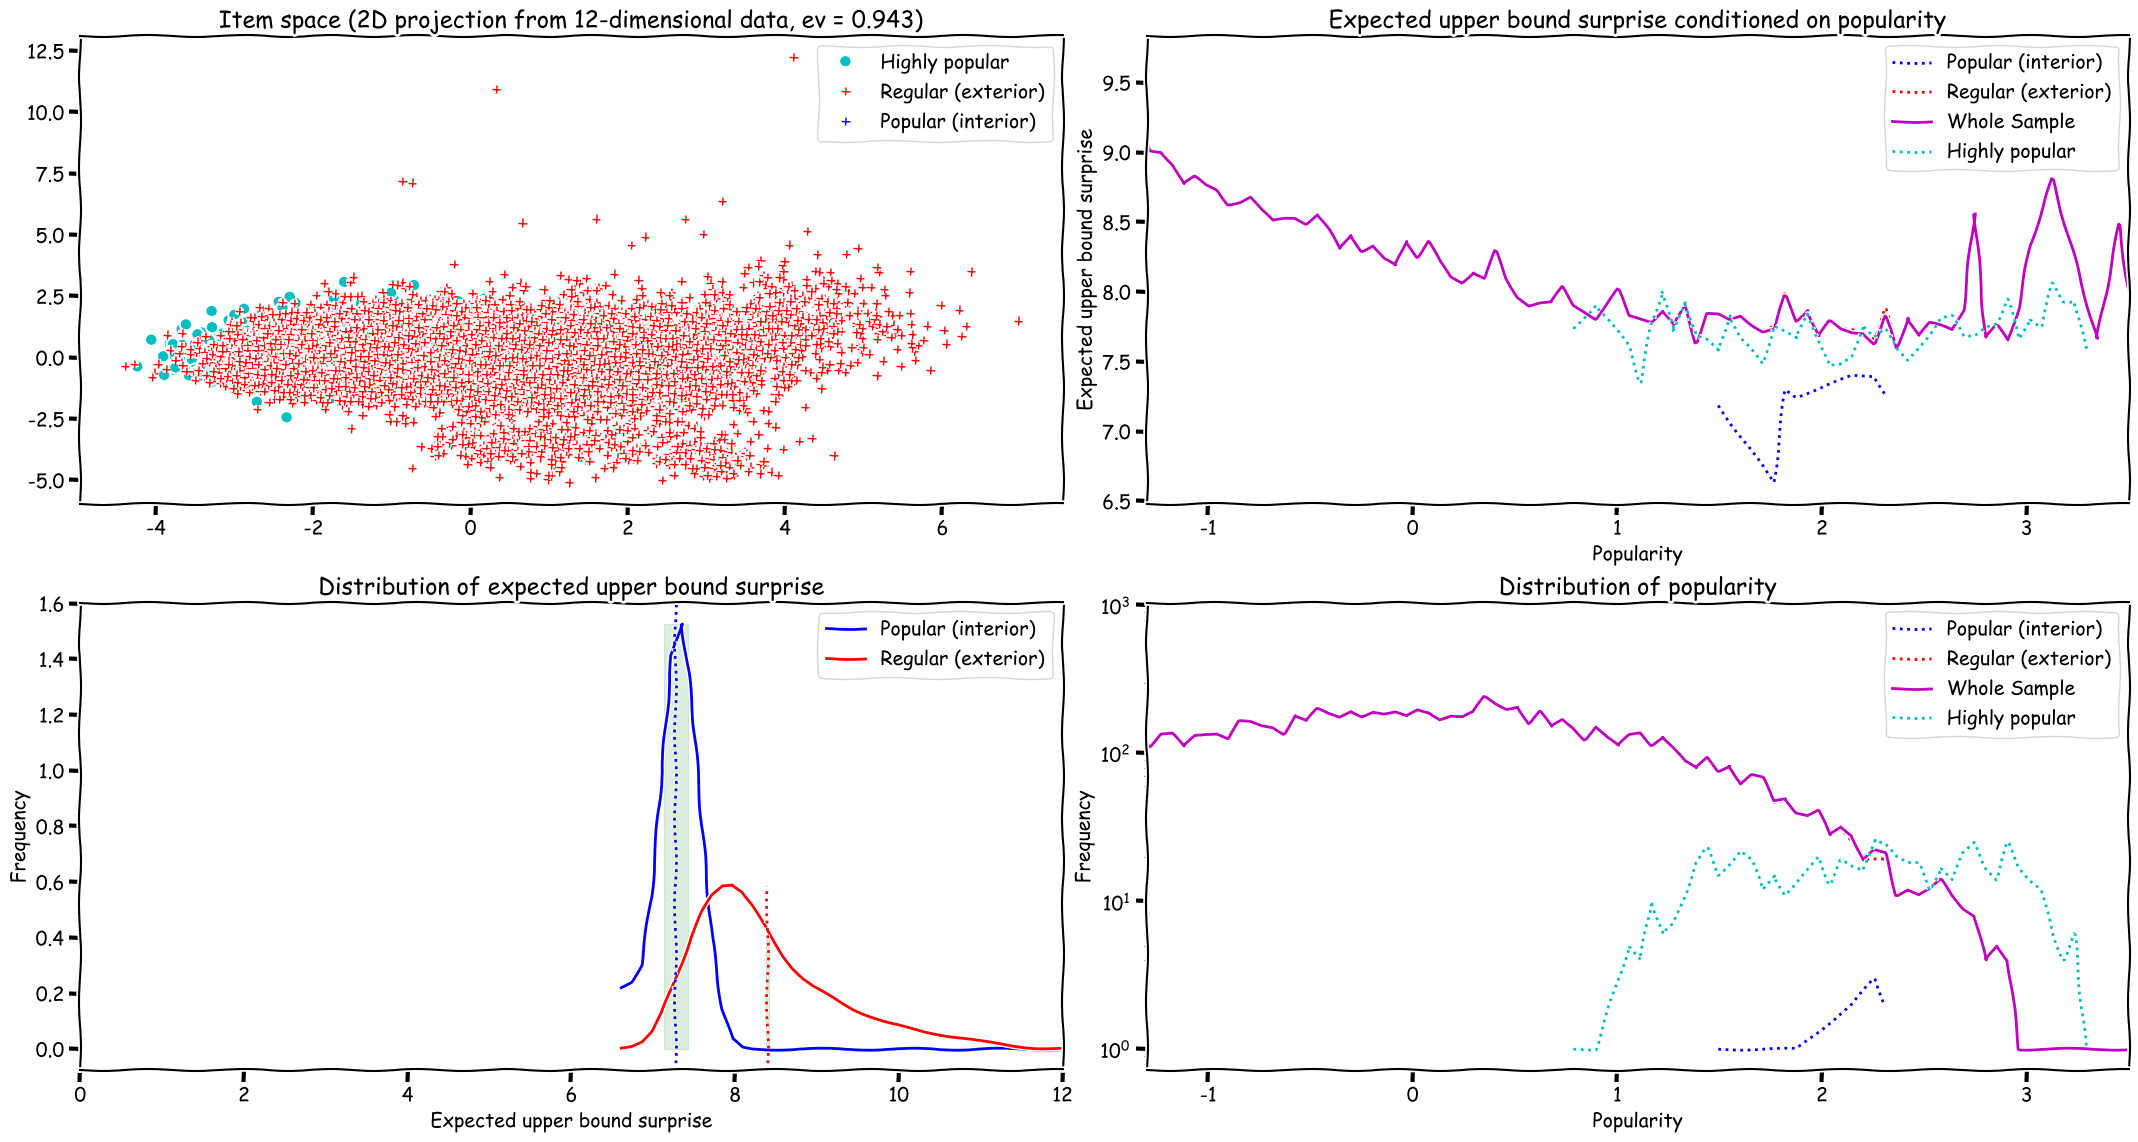 Item space (2D projection from 12-dimensional data, ev = 0.943)
12.5
10.0
7.5
5.0
2.5
0.0
-2.5
-5.0
-4
-2
0
2
4
6
Highly popular
Regular (exterior)
Popular (interior)
Expected upper bound surprise conditioned on popularity
Expected upper bound surprise
9.5
9.0
8.5
8.0
7.5
7.0
6.5
-1
0
1
2
3
Popularity
Popular (interior)
Regular (exterior)
Whole Sample
Highly popular
Distribution of expected upper bound surprise
Frequency
1.6
1.4
1.2
1.0
0.8
0.6
0.4
0.2
0.0
0
2
4
6
8
10
12
Expected upper bound surprise
Popular (interior)
Regular (exterior)
Distribution of popularity
Frequency
10³
10²
10¹
10⁰
-1
0
1
2
3
Popularity
Popular (interior)
Regular (exterior)
Whole Sample
Highly popular